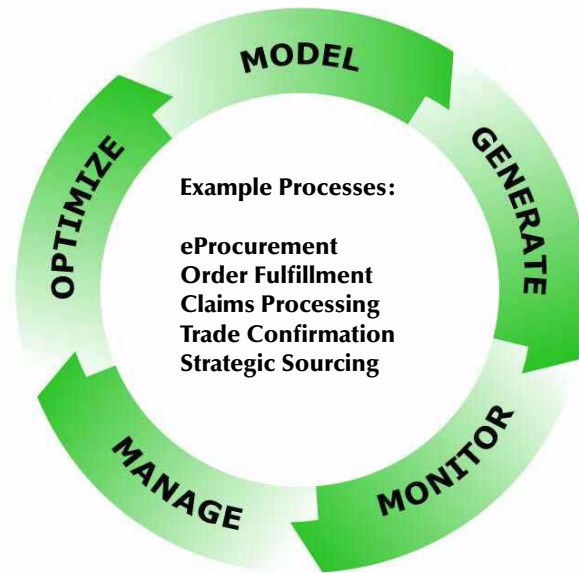 MODEL
GENERATE
MONITOR
MANAGE
OPTIMIZE
Example Processes:
eProcurement
Order Fulfillment
Claims Processing
Trade Confirmation
Strategic Sourcing